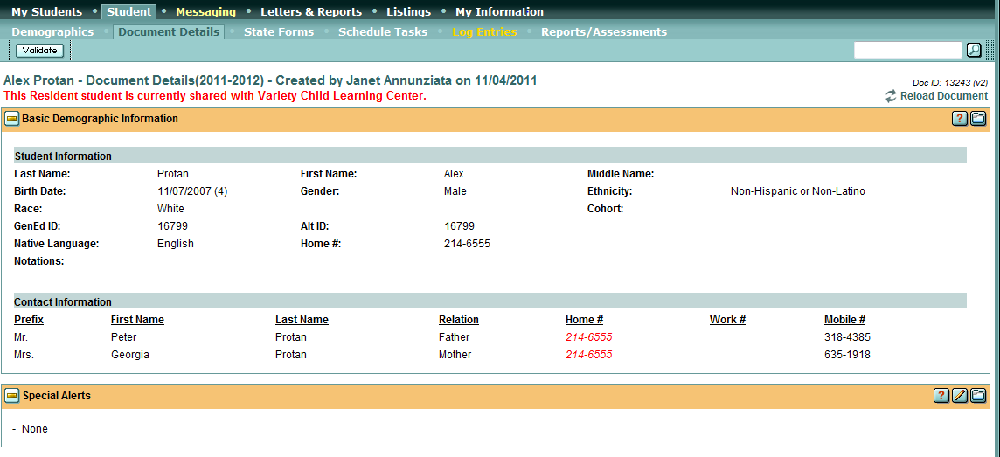 My Students • Student • Messaging • Letters & Reports • Listings • My Information
Demographics • Document Details • State Forms • Schedule Tasks • Log Entries • Reports/Assessments
Validate
Alex Protan - Document Details(2011-2012) - Created by Janet Annunziata on 11/04/2011
Doc ID: 13243 (v2)
This Resident student is currently shared with Variety Child Learning Center.
Reload Document
Basic Demographic Information ?
Student Information
Last Name: Protan First Name: Alex Middle Name:
Birth Date: 11/07/2007 (4) Gender: Male Ethnicity: Non-Hispanic or Non-Latino
Race: White Cohort:
GenEd ID: 16799 Alt ID: 16799
Native Language: English Home #: 214-6555
Notations:
Contact Information
Prefix First Name Last Name Relation Home # Work # Mobile #
Mr. Peter Protan Father 214-6555 318-4385
Mrs. Georgia Protan Mother 214-6555 635-1918
Special Alerts ?
- None